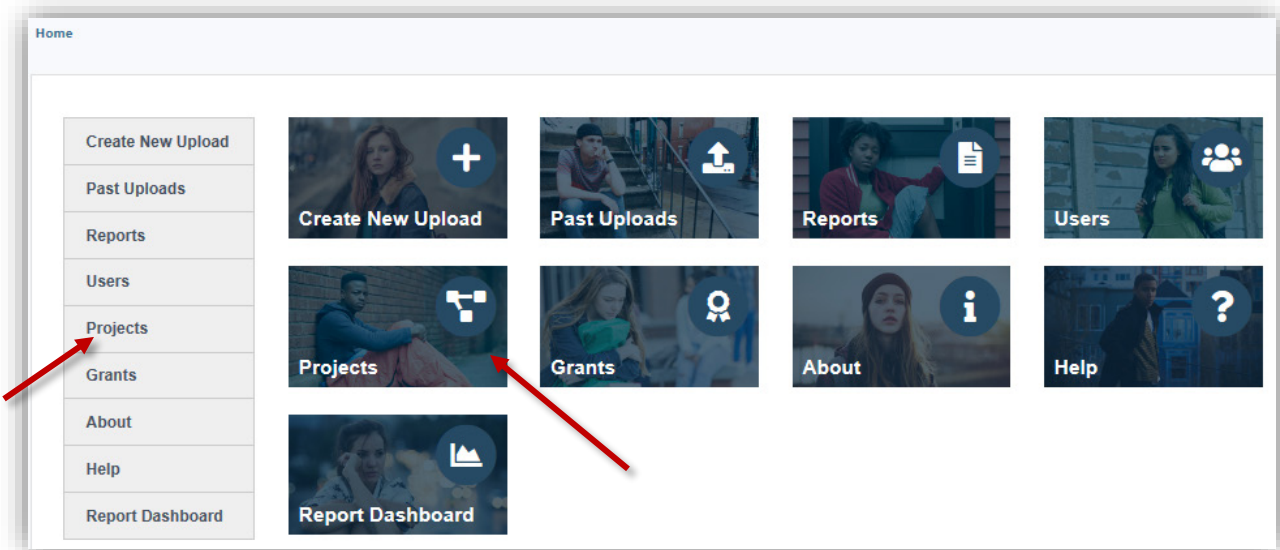 Home
Create New Upload
Past Uploads
Reports
Users
Projects
Grants
About
Help
Report Dashboard
Create New Upload
Past Uploads
Reports
Users
Projects
Grants
About
Help
Report Dashboard